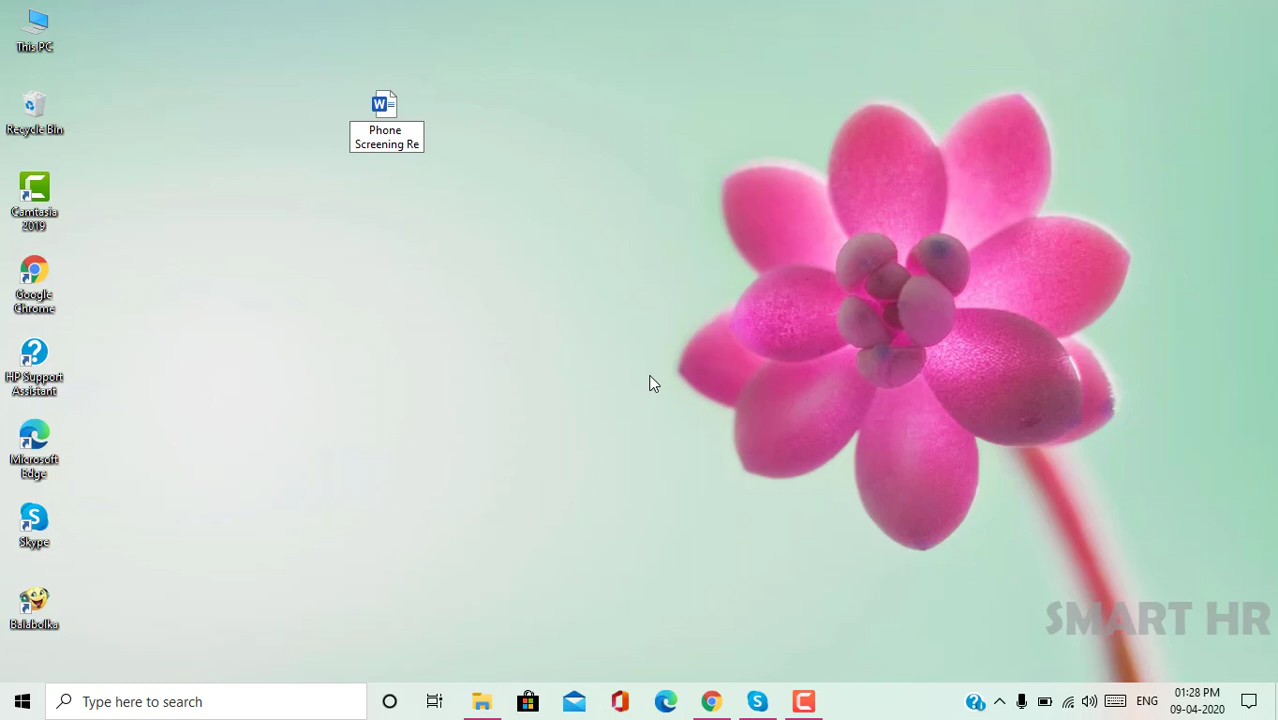 This PC
Recycle Bin
Camtasia
2019
Google
Chrome
HP Support
Assistant
Microsoft
Edge
Skype
Balabolka
Phone
Screening Re
SMART HR
Type here to search
ENG
01:28 PM
09-04-2020